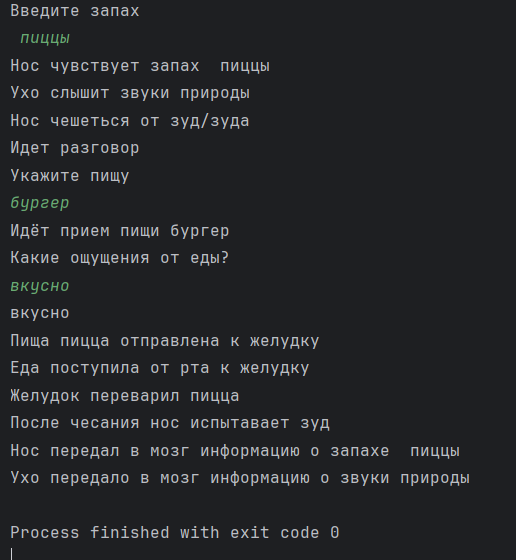 Введите запах
пиццы
Нос чувствует запах  пиццы
Ухо слышит звуки природы
Нос чешеться от зуд/зуда
Идет разговор
Укажите пищу
бургер
Идёт прием пищи бургер
Какие ощущения от еды?
вкусно
вкусно
Пища пицца отправлена к желудку
Еда поступила от рта к желудку
Желудок переварил пицца
После чесания нос испытавает зуд
Нос передал в мозг информацию о запахе  пиццы
Ухо передало в мозг информацию о звуки природы
Process finished with exit code 0